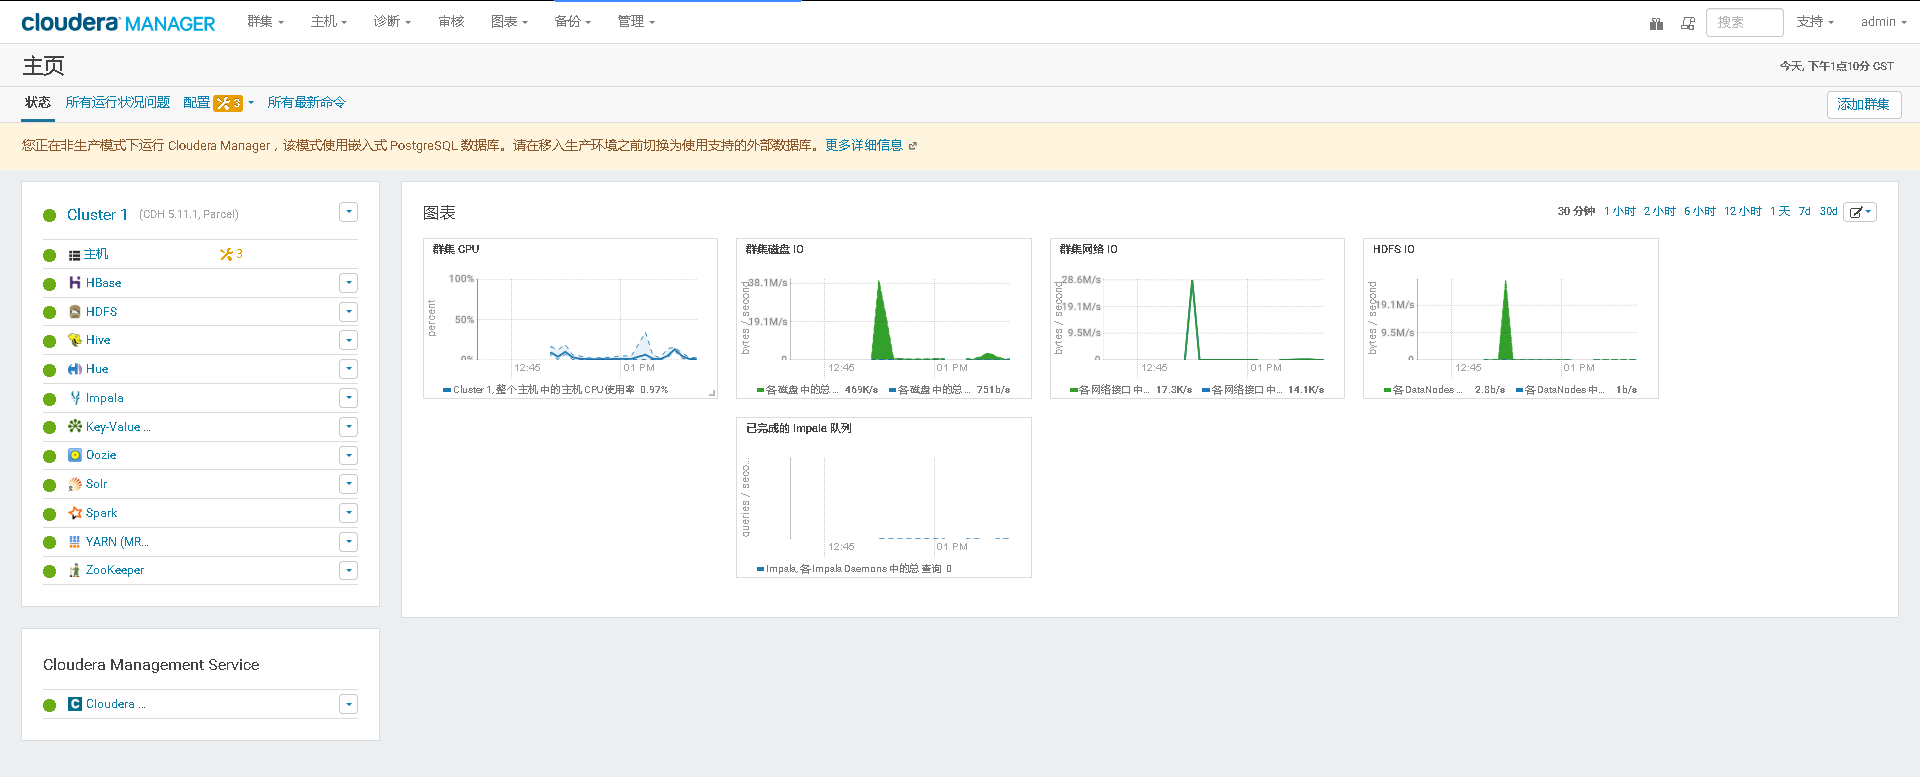 cloudera MANAGER 群集 主机 诊断 审核 图表 备份 管理 搜索 支持 admin
主页
今天, 下午1点10分 CST
状态 所有运行状况问题 配置 3 所有最新命令 添加群集
您正在非生产模式下运行 Cloudera Manager，该模式使用嵌入式 PostgreSQL 数据库。请在移入生产环境之前切换为使用支持的外部数据库。更多详细信息
Cluster 1 (CDH 5.11.1, Parcel)
主机 3
HBase
HDFS
Hive
Hue
Impala
Key-Value ...
Oozie
Solr
Spark
YARN (MR...
ZooKeeper
Cloudera Management Service
Cloudera ...
图表
30 分钟 1 小时 2 小时 6 小时 12 小时 1 天 7d 30d
群集 CPU
percent
100%
50%
0%
12:45 01 PM
Cluster 1, 整个主机 中的主机 CPU 使用率 0.97%
群集磁盘 IO
bytes / second
38.1M/s
19.1M/s
0
12:45 01 PM
各磁盘 中的总 ... 469K/s 各磁盘 中的总 ... 751b/s
群集网络 IO
bytes / second
28.6M/s
19.1M/s
9.5M/s
0
12:45 01 PM
各网络接口 中... 17.3K/s 各网络接口 中... 14.1K/s
HDFS IO
bytes / second
19.1M/s
9.5M/s
0
12:45 01 PM
各 DataNodes ... 2.8b/s 各 DataNodes 中... 1b/s
已完成的 Impala 队列
queries / seco...
12:45 01 PM
Impala, 各 Impala Daemons 中的总 查询 0